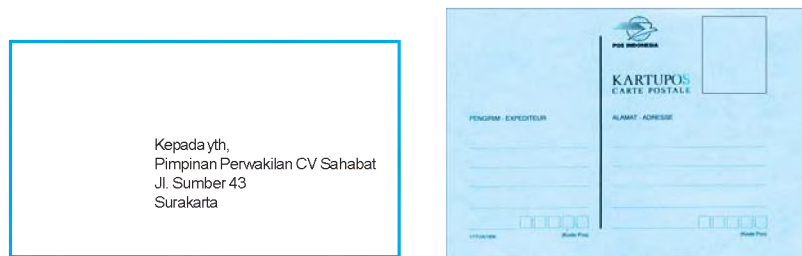 Kepada yth,
Pimpinan Perwakilan CV Sahabat
Jl. Sumber 43
Surakarta
POS INDONESIA
KARTUPOS
CARTE POSTALE
PENGIRIM - EXPEDITEUR
ALAMAT - ADRESSE
(Kode Pos)
(Kode Pos)